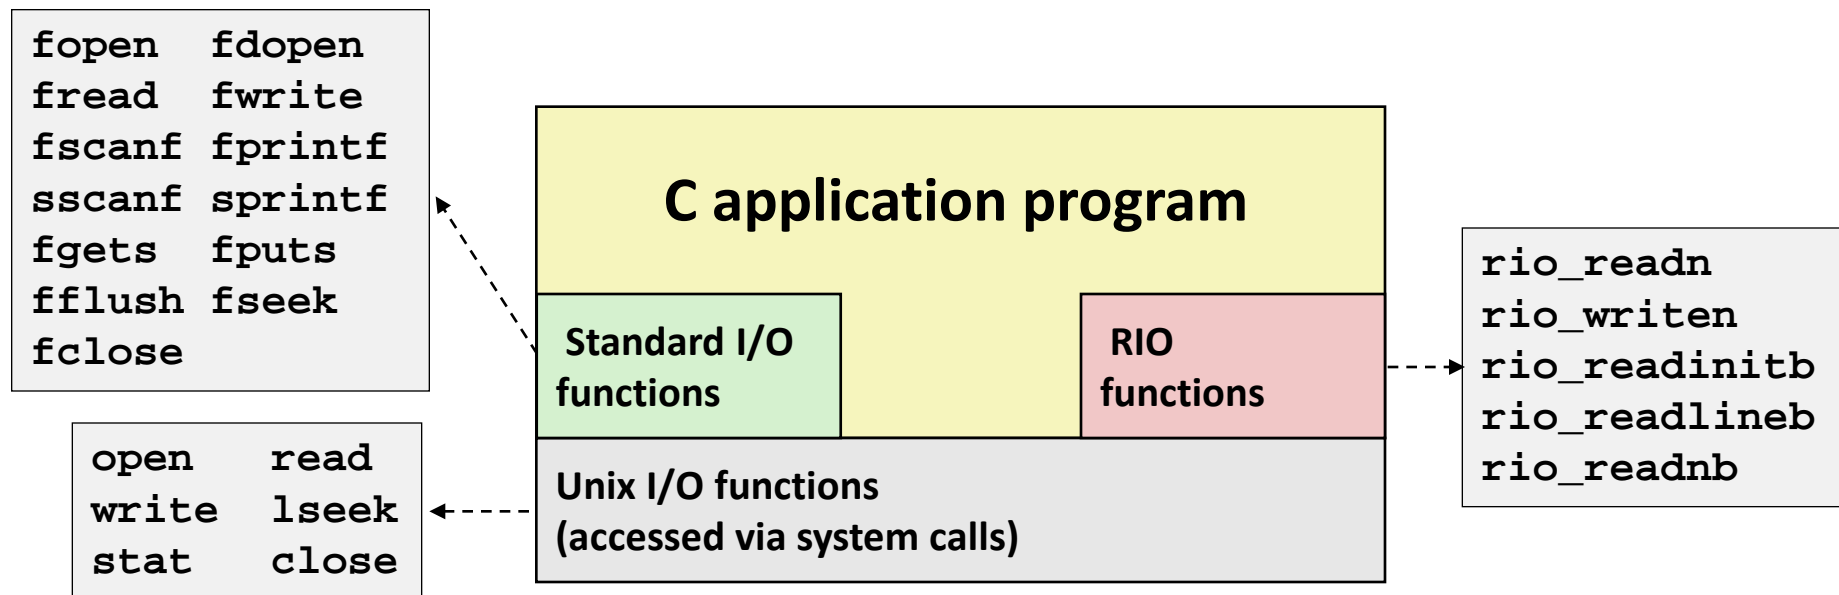 fopen fdopen
fread fwrite
fscanf fprintf
sscanf sprintf
fgets fputs
fflush fseek
fclose
C application program
Standard I/O
functions
RIO
functions
rio_readn
rio_writen
rio_readinitb
rio_readlineb
rio_readnb
open read
write lseek
stat close
Unix I/O functions
(accessed via system calls)